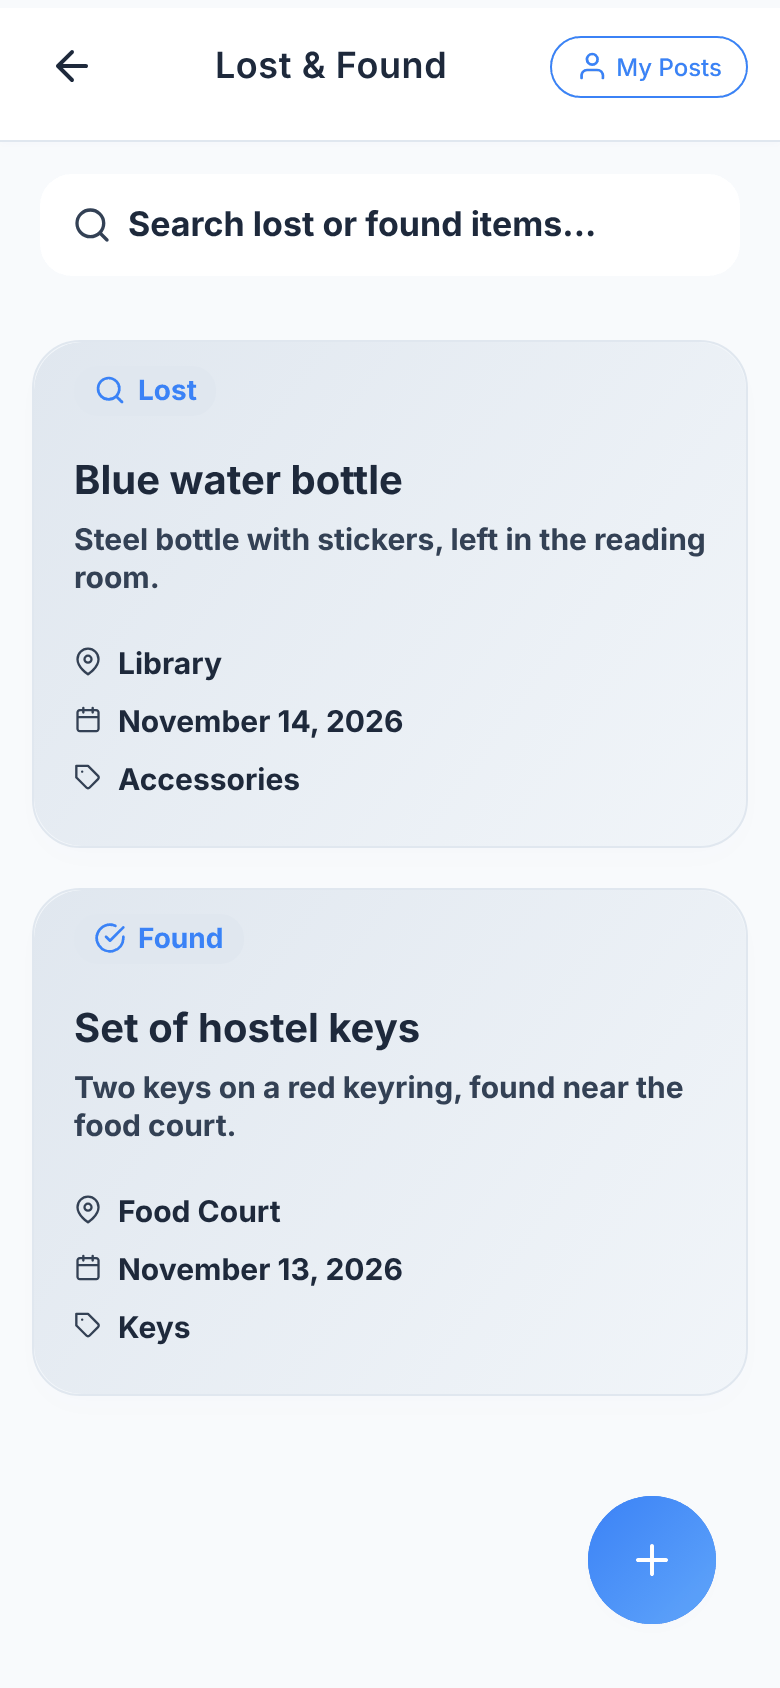 Lost & Found
My Posts
Search lost or found items...
Lost
Blue water bottle
Steel bottle with stickers, left in the reading
room.
Library
November 14, 2026
Accessories
Found
Set of hostel keys
Two keys on a red keyring, found near the
food court.
Food Court
November 13, 2026
Keys